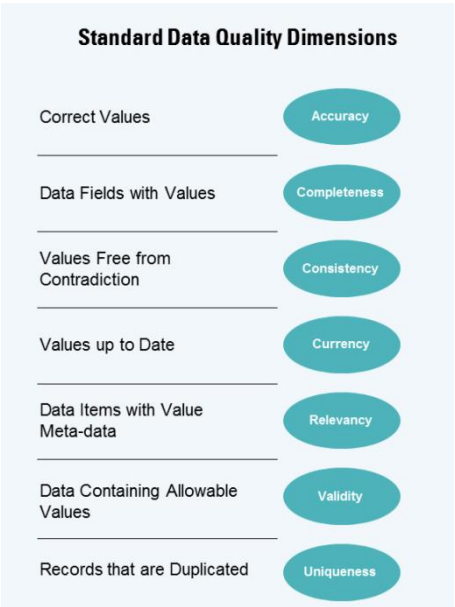 Standard Data Quality Dimensions
Correct Values
Accuracy
Data Fields with Values
Completeness
Values Free from
Contradiction
Consistency
Values up to Date
Currency
Data Items with Value
Meta-data
Relevancy
Data Containing Allowable
Values
Validity
Records that are Duplicated
Uniqueness